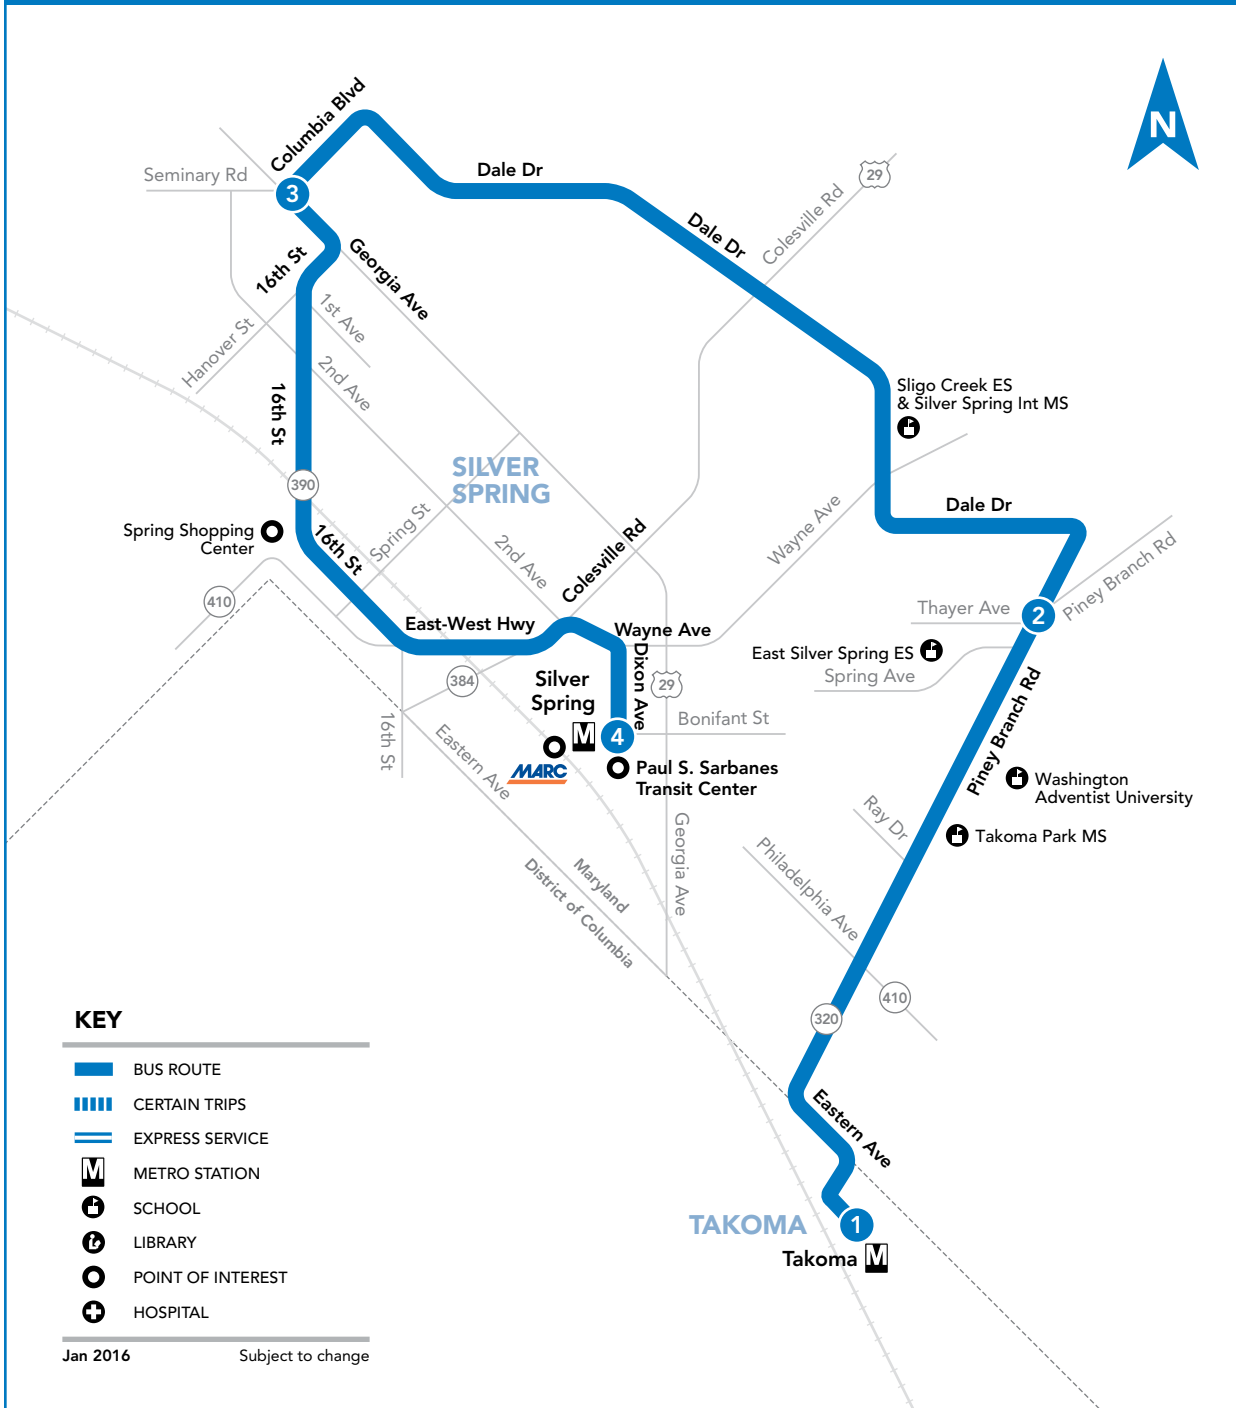 N
Columbia Blvd
Seminary Rd
3
Dale Dr
29
Colesville Rd
Dale Dr
16th St
Georgia Ave
1st Ave
Hanover St
2nd Ave
16th St
Sligo Creek ES
& Silver Spring Int MS
SILVER
SPRING
390
Dale Dr
Spring Shopping
Center
16th St
Spring St
2nd Ave
Colesville Rd
Wayne Ave
Piney Branch Rd
410
Thayer Ave
2
East-West Hwy
Wayne Ave
Dixon Ave
East Silver Spring ES
Spring Ave
384
Silver
Spring
M
29
16th St
Eastern Ave
4
Bonifant St
MARC
Paul S. Sarbanes
Transit Center
Piney Branch Rd
Washington
Adventist University
Ray Dr
Takoma Park MS
Georgia Ave
Philadelphia Ave
Maryland
District of Columbia
410
320
Eastern Ave
TAKOMA
1
Takoma
M
KEY
BUS ROUTE
CERTAIN TRIPS
EXPRESS SERVICE
M METRO STATION
SCHOOL
LIBRARY
POINT OF INTEREST
HOSPITAL
Jan 2016 Subject to change